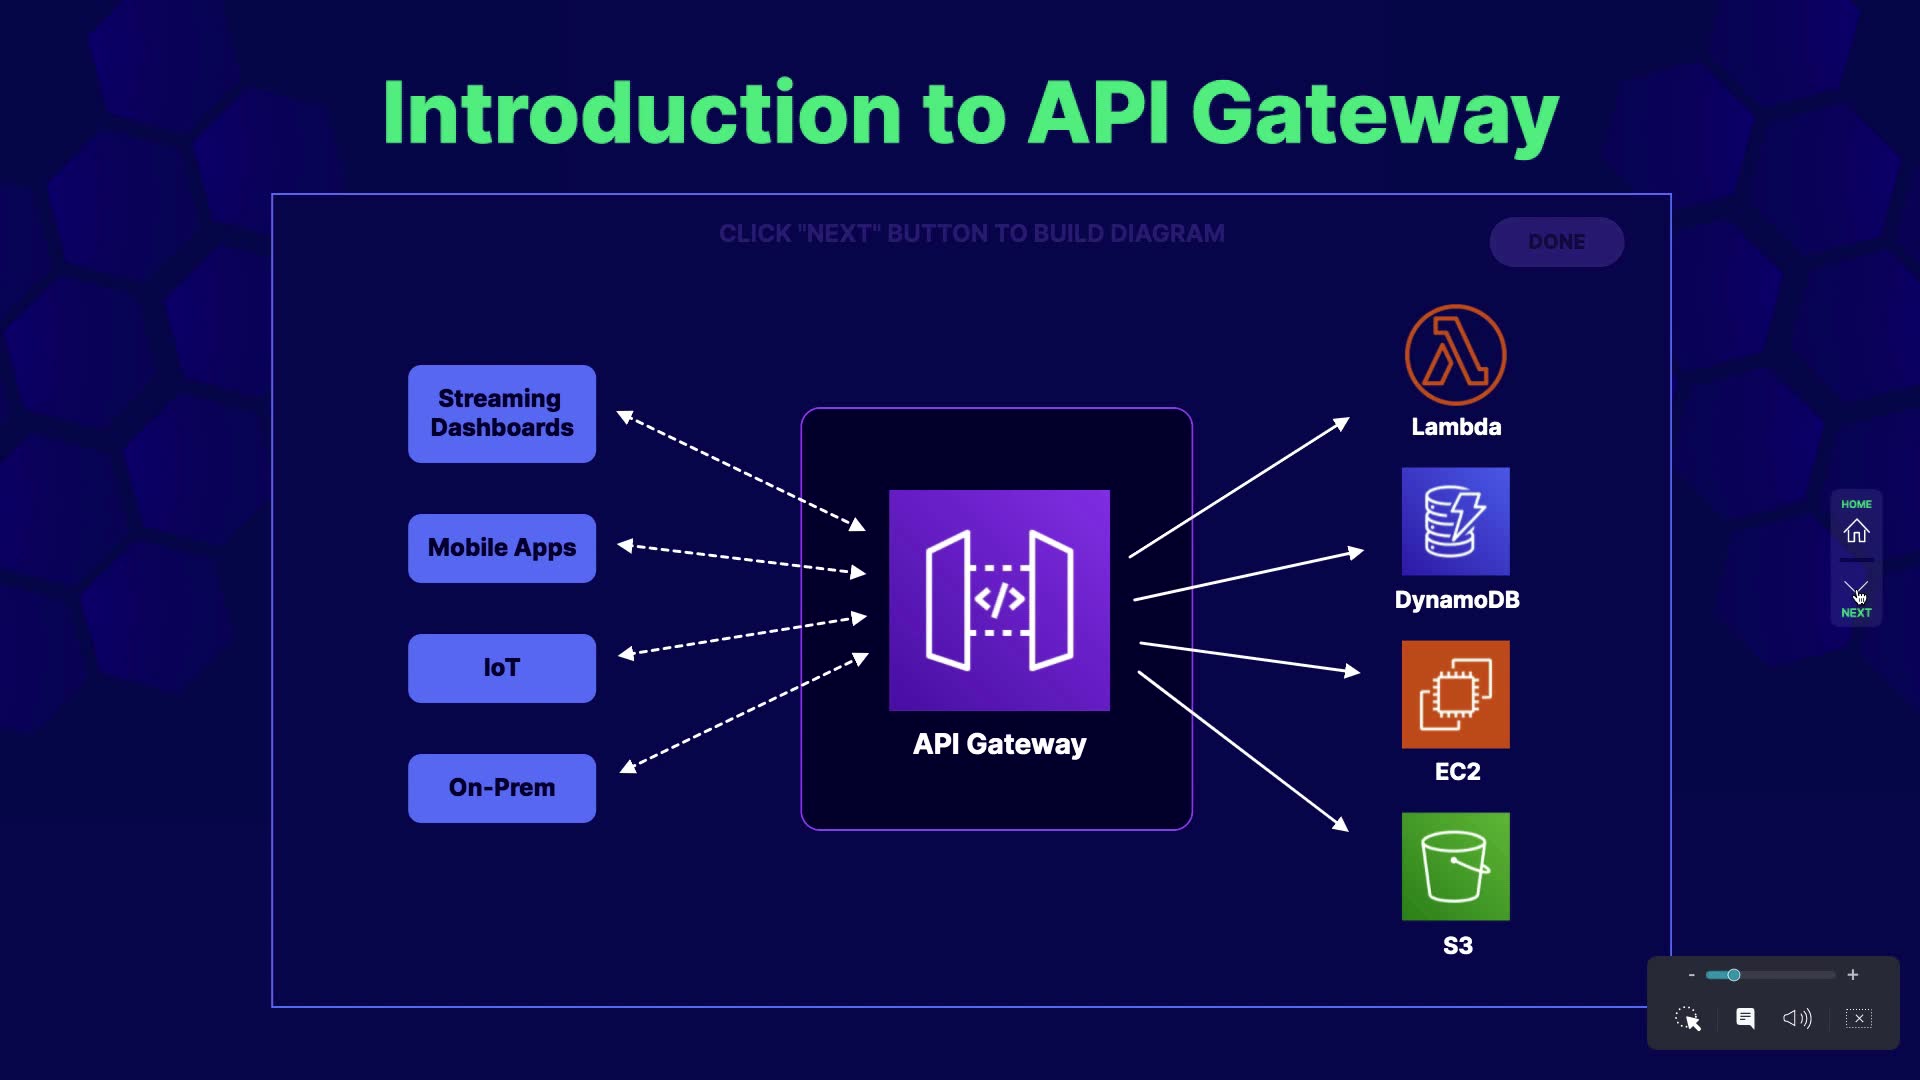 Introduction to API Gateway
CLICK "NEXT" BUTTON TO BUILD DIAGRAM
DONE
Streaming
Dashboards
Mobile Apps
IoT
On-Prem
</>
API Gateway
Lambda
DynamoDB
EC2
S3
HOME
NEXT
- +